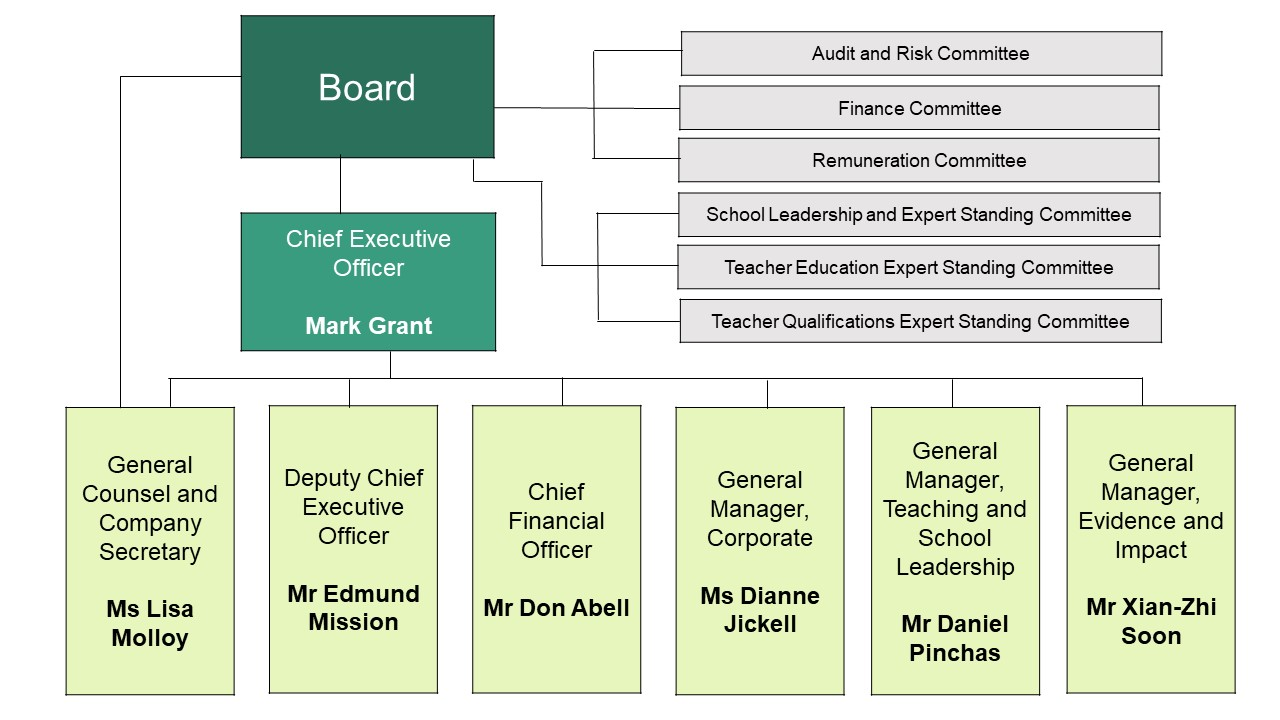 Board
Audit and Risk Committee
Finance Committee
Remuneration Committee
School Leadership and Expert Standing Committee
Teacher Education Expert Standing Committee
Teacher Qualifications Expert Standing Committee
Chief Executive
Officer
Mark Grant
General
Counsel and
Company
Secretary
Ms Lisa
Molloy
Deputy Chief
Executive
Officer
Mr Edmund
Mission
Chief
Financial
Officer
Mr Don Abell
General
Manager,
Corporate
Ms Dianne
Jickell
General
Manager,
Teaching and
School
Leadership
Mr Daniel
Pinchas
General
Manager,
Evidence and
Impact
Mr Xian-Zhi
Soon